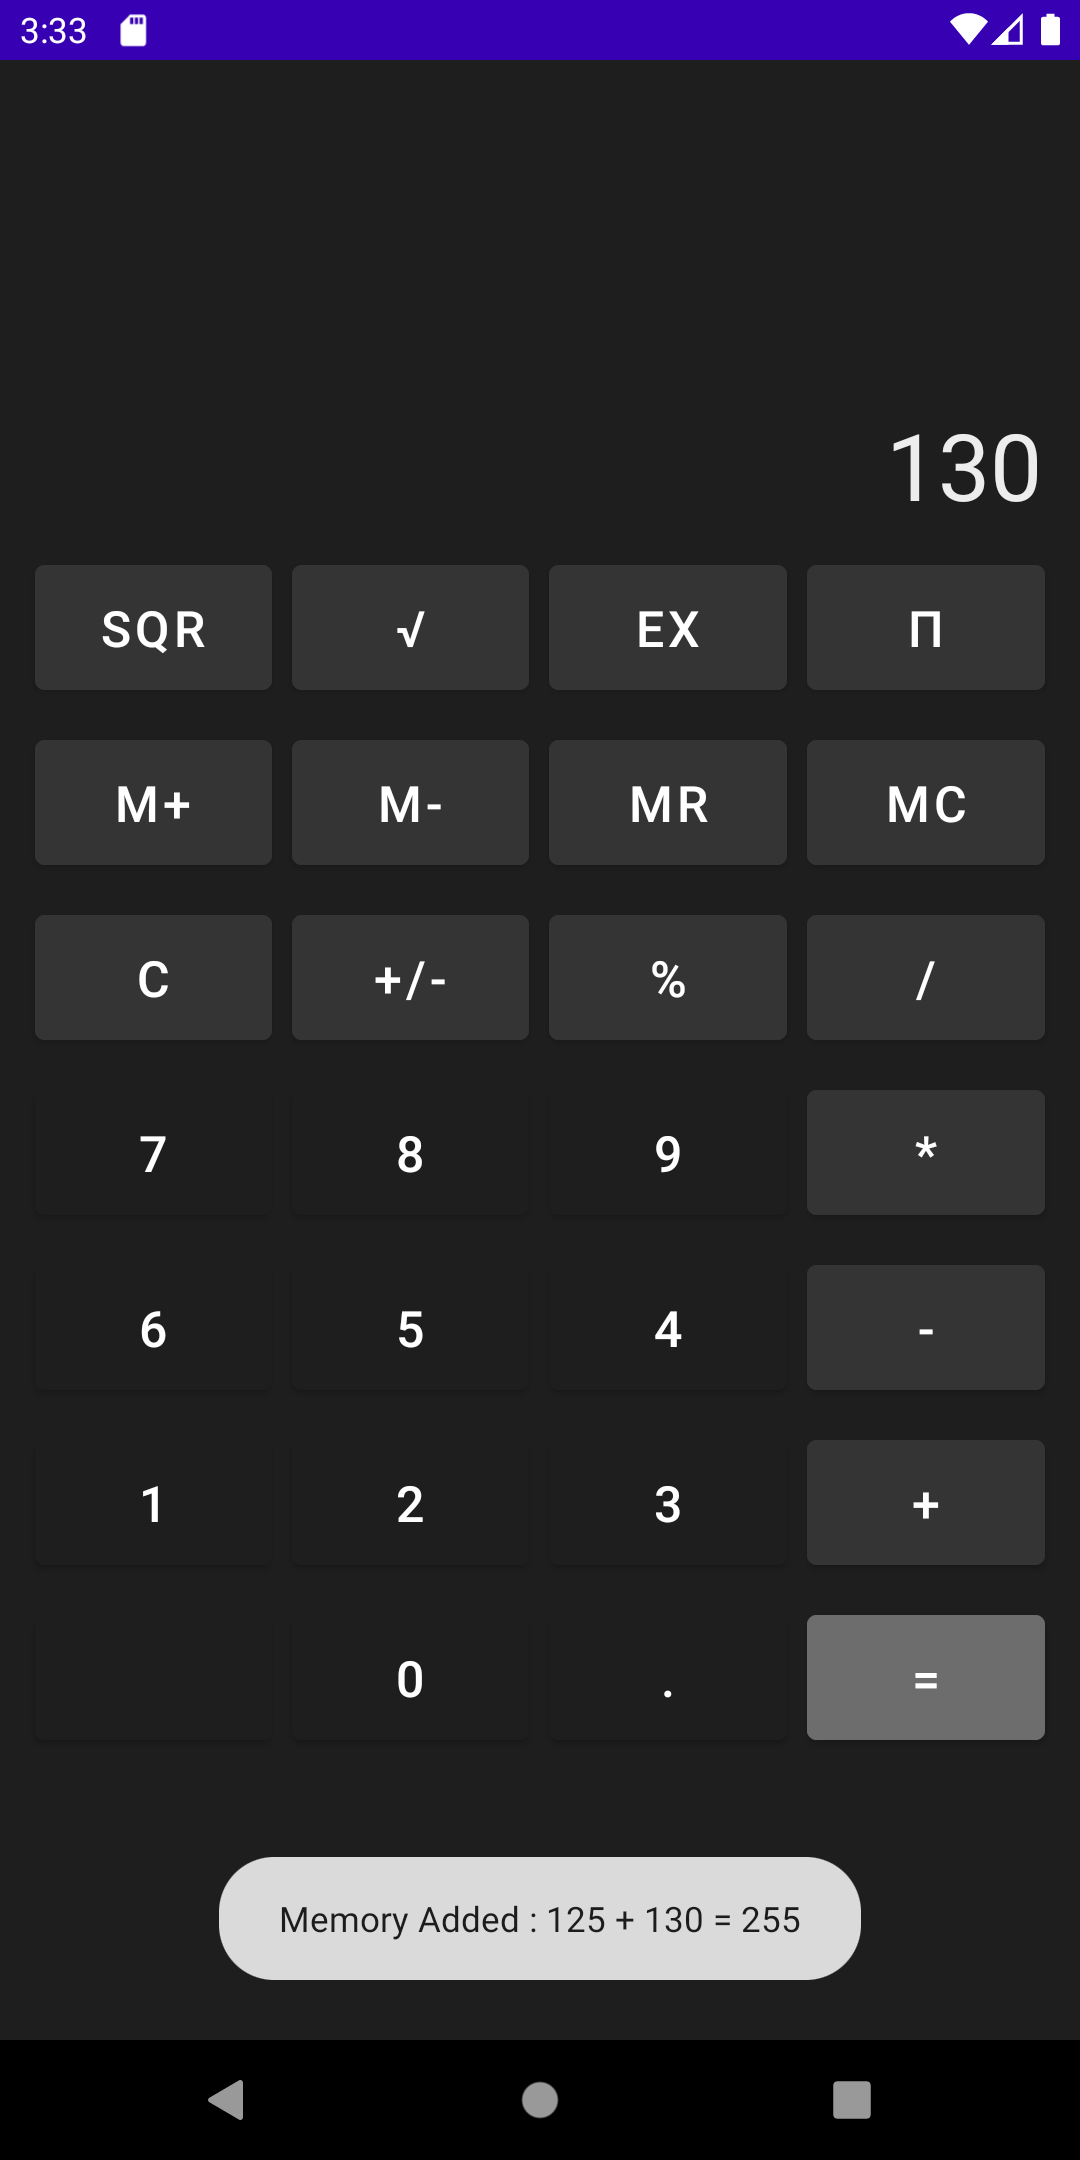 3:33
130
SQR √ EX Π
M+ M- MR MC
C +/- % /
7 8 9 *
6 5 4 -
1 2 3 +
0 . =
Memory Added : 125 + 130 = 255